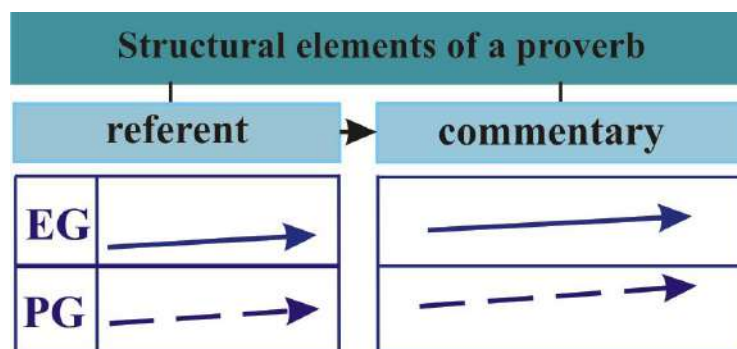 Structural elements of a proverb
referent
commentary
EG
PG